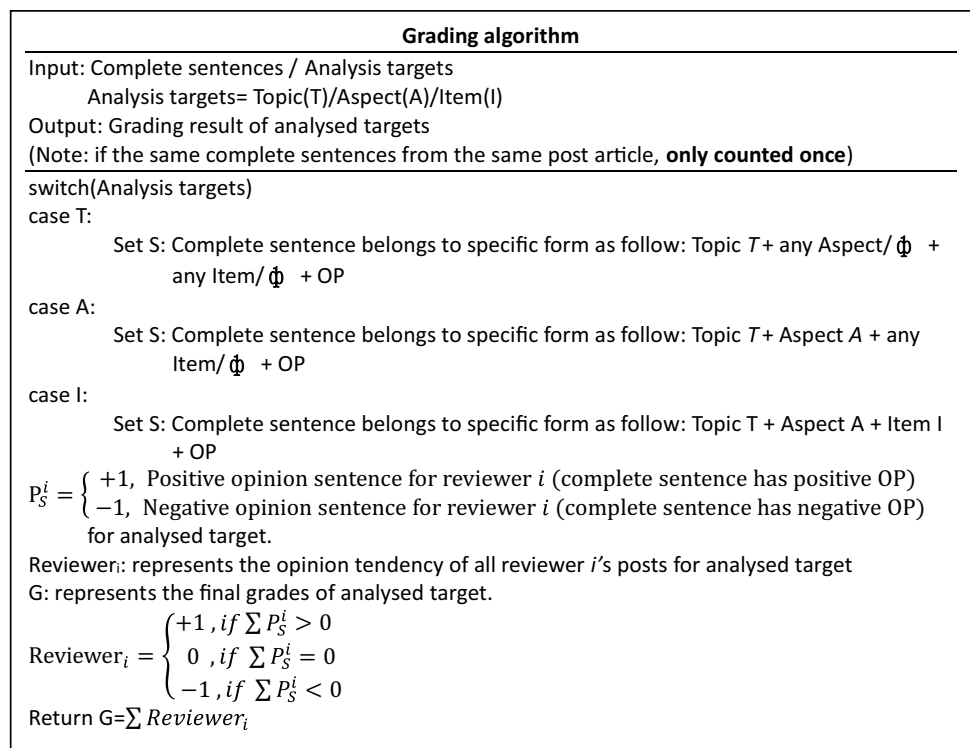 Grading algorithm
Input: Complete sentences / Analysis targets
Analysis targets= Topic(T)/Aspect(A)/Item(I)
Output: Grading result of analysed targets
(Note: if the same complete sentences from the same post article, only counted once)
switch(Analysis targets)
case T:
Set S: Complete sentence belongs to specific form as follow: Topic T + any Aspect/ф +
any Item/ф + OP
case A:
Set S: Complete sentence belongs to specific form as follow: Topic T + Aspect A + any
Item/ф + OP
case I:
Set S: Complete sentence belongs to specific form as follow: Topic T + Aspect A + Item I
+ OP
P_S^i = { +1, Positive opinion sentence for reviewer i (complete sentence has positive OP)
−1, Negative opinion sentence for reviewer i (complete sentence has negative OP)
for analysed target.
Reviewerᵢ: represents the opinion tendency of all reviewer i's posts for analysed target
G: represents the final grades of analysed target.
Reviewer_i = { +1 , if ∑ P_S^i > 0
0 , if ∑ P_S^i = 0
−1 , if ∑ P_S^i < 0
Return G=∑ Reviewer_i